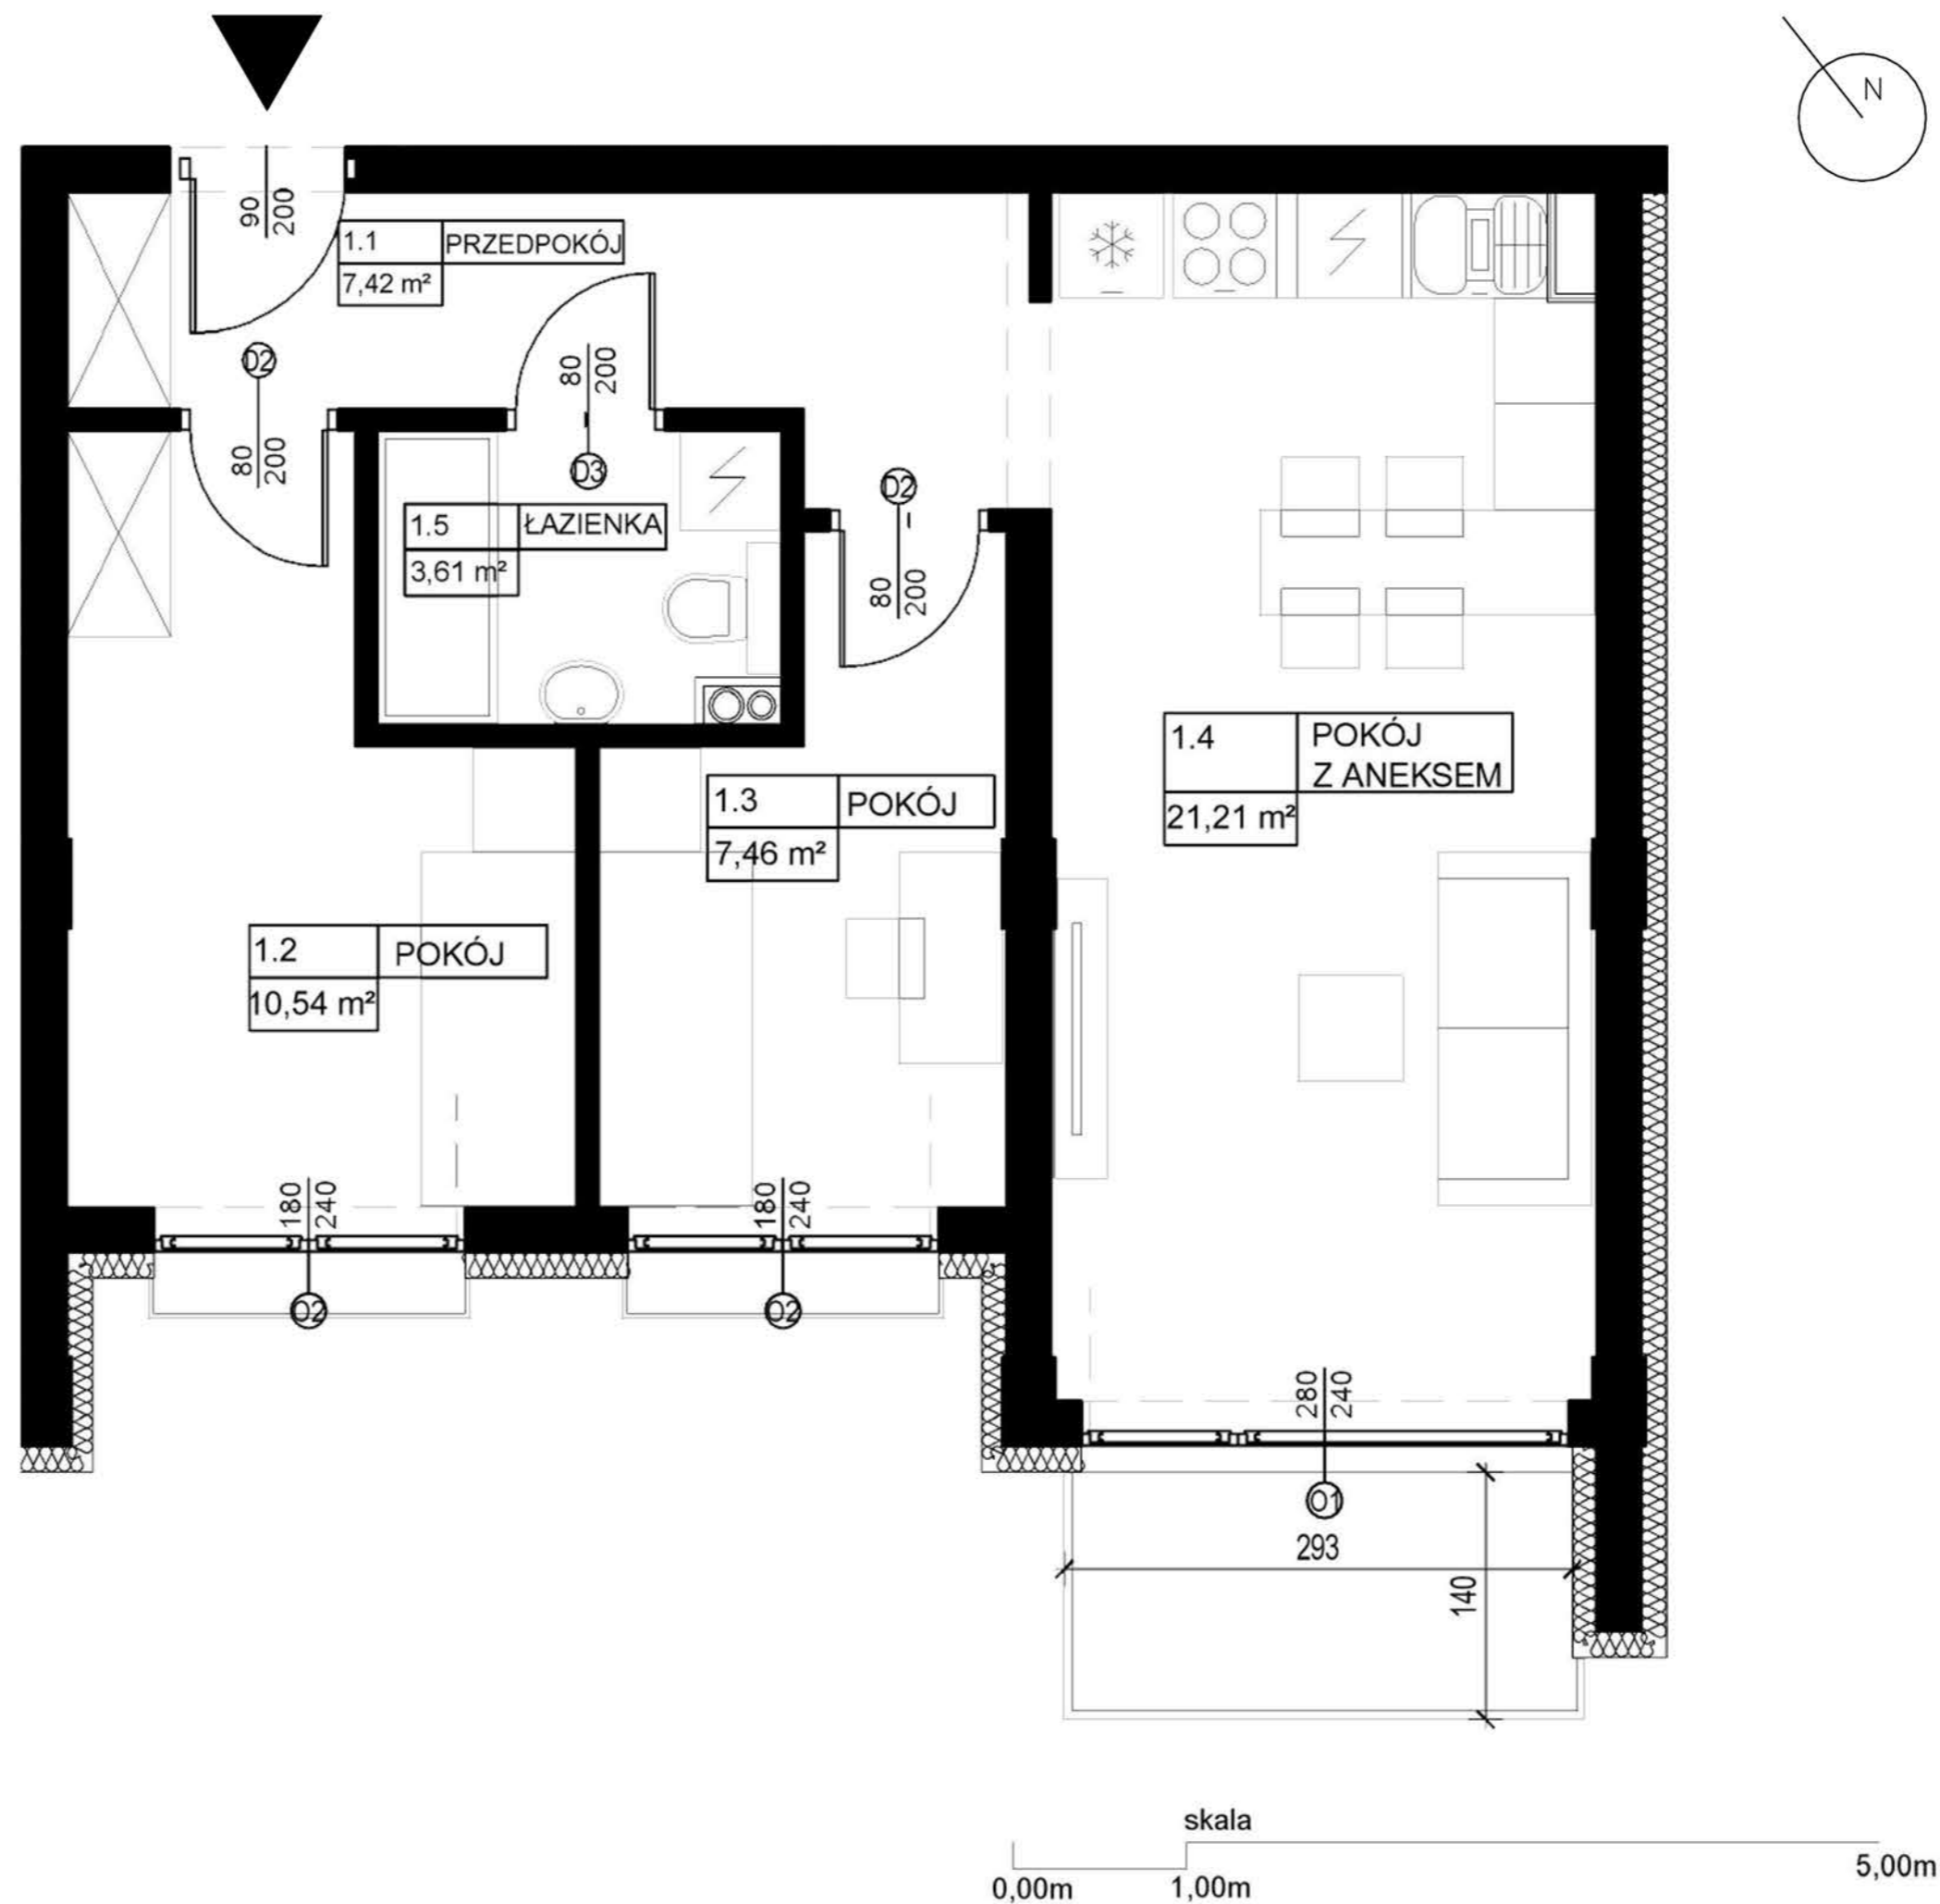 N
90
200
1.1 PRZEDPOKÓJ
7,42 m²
D2
80
200
80
200
D3
D2
80
200
1.5 ŁAZIENKA
3,61 m²
1.4 POKÓJ
Z ANEKSEM
21,21 m²
1.3 POKÓJ
7,46 m²
1.2 POKÓJ
10,54 m²
180
240
O2
180
240
O2
280
240
O1
293
140
skala
0,00m
1,00m
5,00m